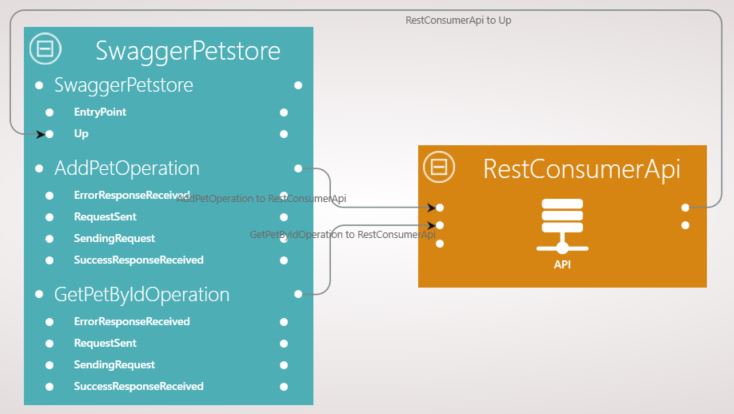 RestConsumerApi to Up
SwaggerPetstore
SwaggerPetstore
EntryPoint
Up
AddPetOperation
ErrorResponseReceived
AddPetOperation to RestConsumerApi
RequestSent
SendingRequest
GetPetByIdOperation to RestConsumerApi
SuccessResponseReceived
GetPetByIdOperation
ErrorResponseReceived
RequestSent
SendingRequest
SuccessResponseReceived
RestConsumerApi
API